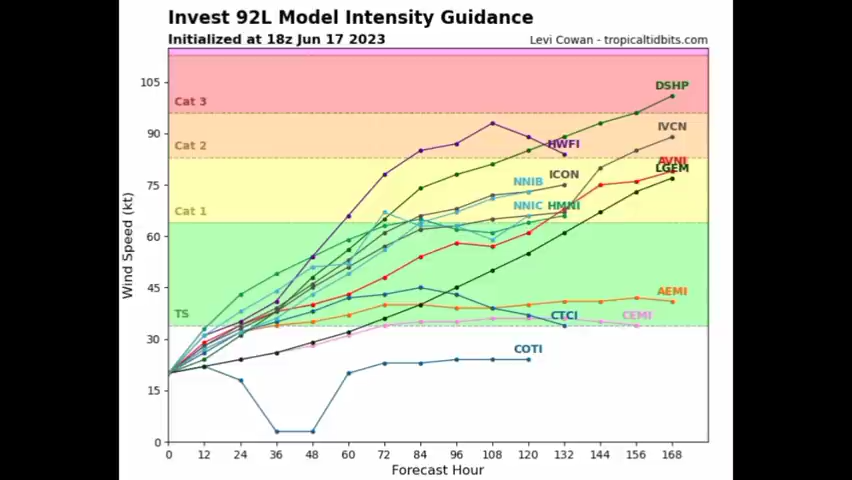 Invest 92L Model Intensity Guidance
Initialized at 18z Jun 17 2023
Levi Cowan - tropicaltidbits.com
105
90
75
60
45
30
15
0
Wind Speed (kt)
Cat 3
Cat 2
Cat 1
TS
DSHP
IVCN
HWFI
AVNI
LGEM
ICON
NNIB
NNIC HMNI
AEMI
CTCI
CEMI
COTI
0 12 24 36 48 60 72 84 96 108 120 132 144 156 168
Forecast Hour